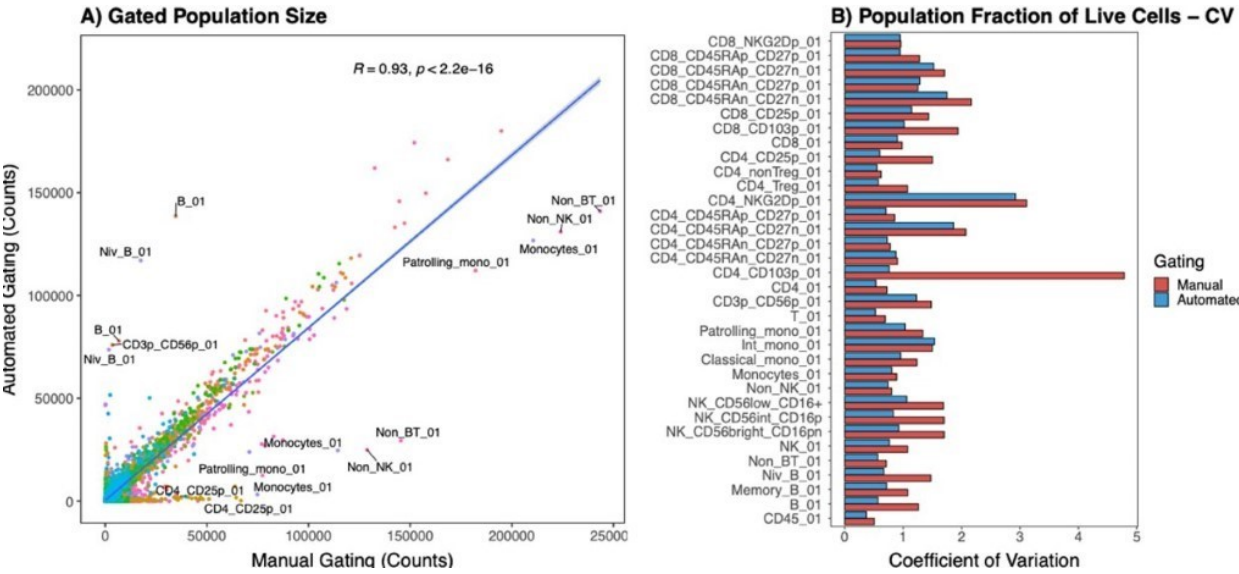 A) Gated Population Size
R = 0.93, p < 2.2e−16
Automated Gating (Counts)
200000
150000
100000
50000
0
B_01
Niv_B_01
Non_BT_01
Non_NK_01
Monocytes_01
Patrolling_mono_01
B_01
CD3p_CD56p_01
Niv_B_01
Non_BT_01
Monocytes_01
Non_NK_01
Patrolling_mono_01
Monocytes_01
CD4_CD25p_01
CD4_CD25p_01
0
50000
100000
150000
200000
25000
Manual Gating (Counts)
B) Population Fraction of Live Cells – CV
CD8_NKG2Dp_01
CD8_CD45RAp_CD27p_01
CD8_CD45RAp_CD27n_01
CD8_CD45RAn_CD27p_01
CD8_CD45RAn_CD27n_01
CD8_CD25p_01
CD8_CD103p_01
CD8_01
CD4_CD25p_01
CD4_nonTreg_01
CD4_Treg_01
CD4_NKG2Dp_01
CD4_CD45RAp_CD27p_01
CD4_CD45RAp_CD27n_01
CD4_CD45RAn_CD27p_01
CD4_CD45RAn_CD27n_01
CD4_CD103p_01
CD4_01
CD3p_CD56p_01
T_01
Patrolling_mono_01
Int_mono_01
Classical_mono_01
Monocytes_01
Non_NK_01
NK_CD56low_CD16+
NK_CD56int_CD16p
NK_CD56bright_CD16pn
NK_01
Non_BT_01
Niv_B_01
Memory_B_01
B_01
CD45_01
0
1
2
3
4
5
Coefficient of Variation
Gating
Manual
Automated